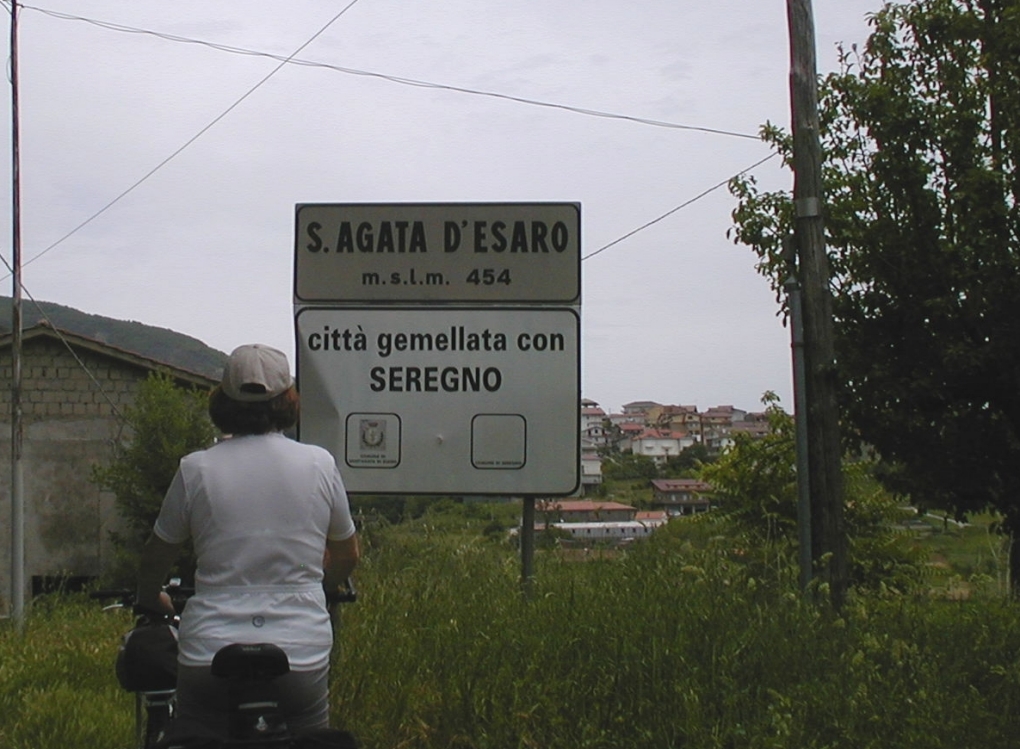 S. AGATA D'ESARO
m.s.l.m. 454
città gemellata con
SEREGNO